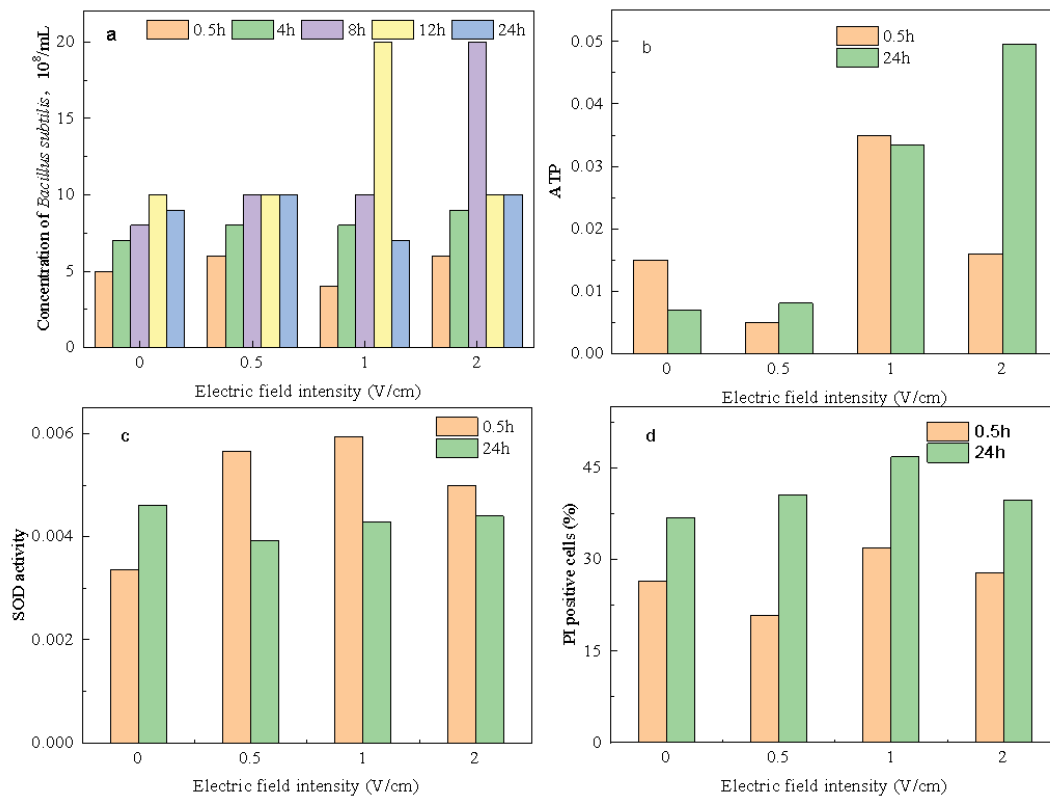 a 0.5h 4h 8h 12h 24h
20
15
10
5
0
Concentration of Bacillus subtilis, 10⁸/mL
0 0.5 1 2
Electric field intensity (V/cm)
b 0.5h
24h
0.05
0.04
0.03
0.02
0.01
0.00
ATP
0 0.5 1 2
Electric field intensity (V/cm)
c 0.5h
24h
0.006
0.004
0.002
0.000
SOD activity
0 0.5 1 2
Electric field intensity (V/cm)
d 0.5h
24h
45
30
15
0
PI positive cells (%)
0 0.5 1 2
Electric field intensity (V/cm)